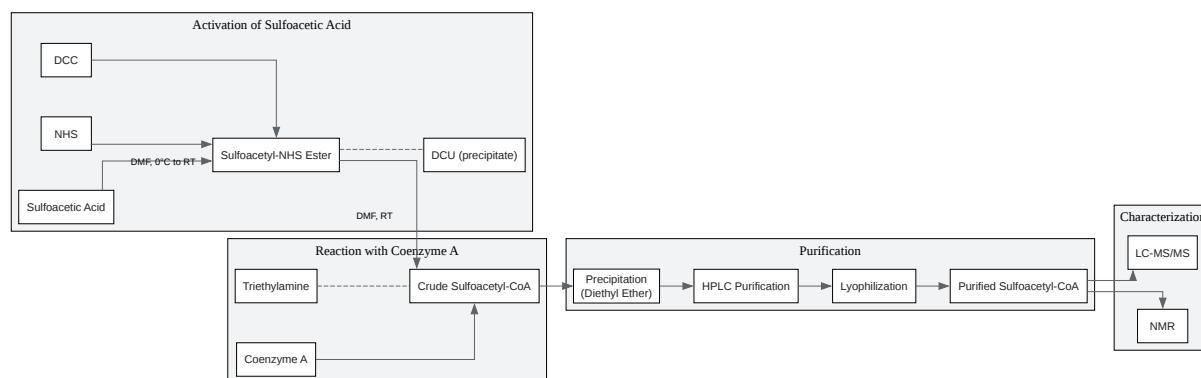 Activation of Sulfoacetic Acid
DCC
NHS
DMF, 0°C to RT
Sulfoacetyl-NHS Ester
DCU (precipitate)
Sulfoacetic Acid
DMF, RT
Reaction with Coenzyme A
Triethylamine
Crude Sulfoacetyl-CoA
Coenzyme A
Purification
Precipitation
(Diethyl Ether)
HPLC Purification
Lyophilization
Purified Sulfoacetyl-CoA
Characterization
LC-MS/MS
NMR